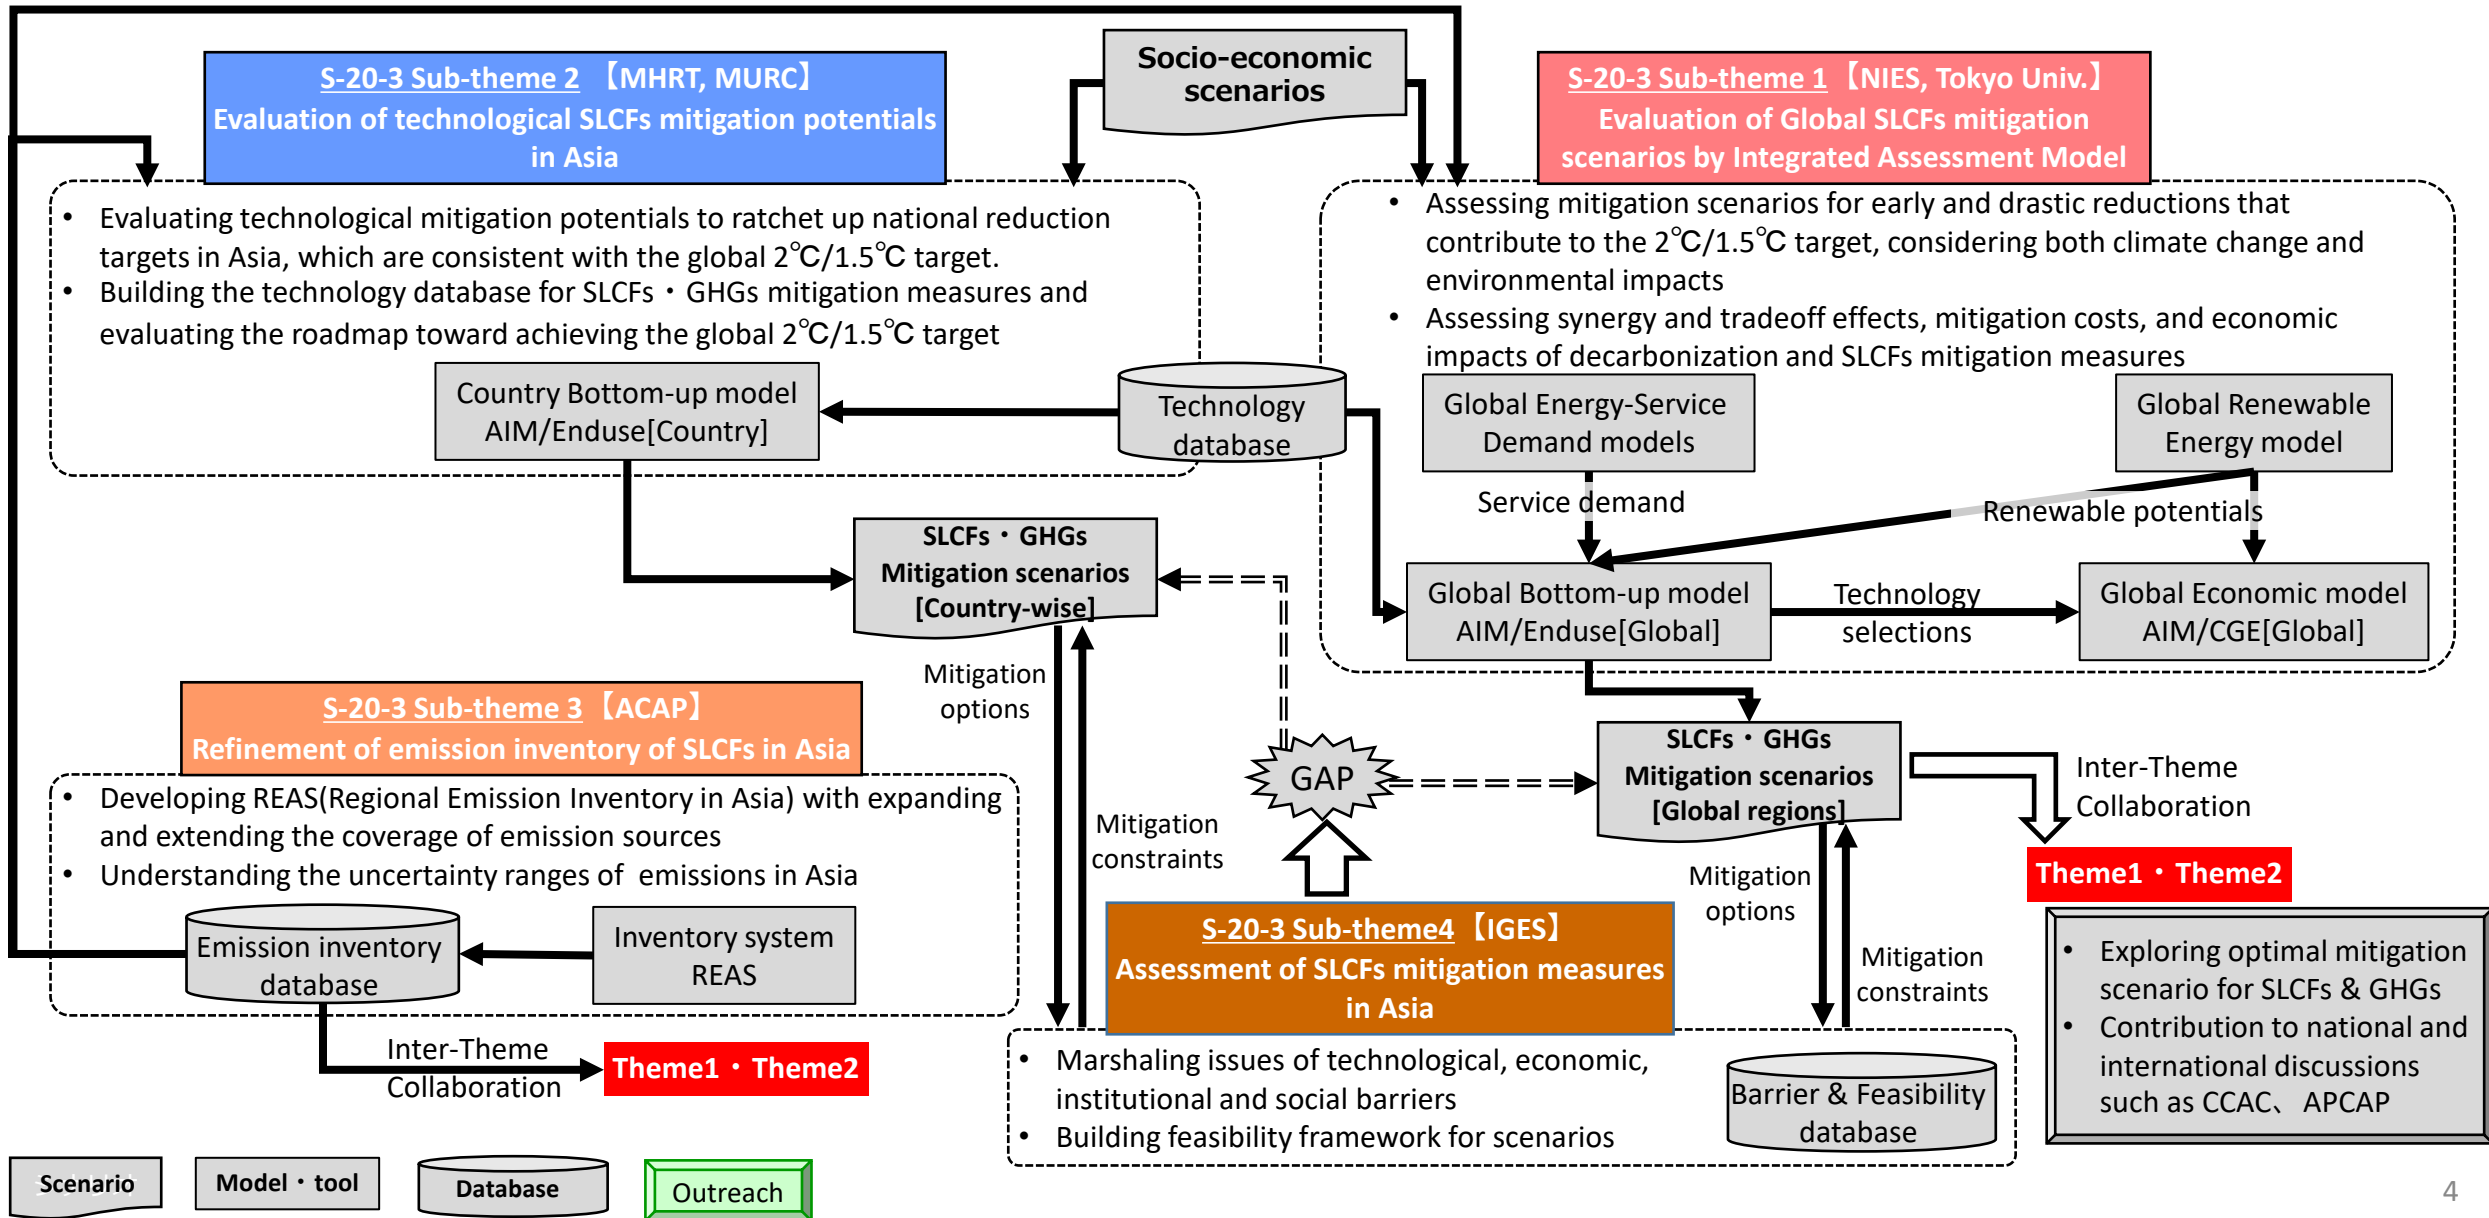 Socio-economic
scenarios
S-20-3 Sub-theme 2 【MHRT, MURC】
Evaluation of technological SLCFs mitigation potentials
in Asia
• Evaluating technological mitigation potentials to ratchet up national reduction
targets in Asia, which are consistent with the global 2℃/1.5℃ target.
• Building the technology database for SLCFs・GHGs mitigation measures and
evaluating the roadmap toward achieving the global 2℃/1.5℃ target
Country Bottom-up model
AIM/Enduse[Country]
Technology
database
S-20-3 Sub-theme 1 【NIES, Tokyo Univ.】
Evaluation of Global SLCFs mitigation
scenarios by Integrated Assessment Model
• Assessing mitigation scenarios for early and drastic reductions that
contribute to the 2℃/1.5℃ target, considering both climate change and
environmental impacts
• Assessing synergy and tradeoff effects, mitigation costs, and economic
impacts of decarbonization and SLCFs mitigation measures
Global Energy-Service
Demand models
Global Renewable
Energy model
Service demand
Renewable potentials
Global Bottom-up model
AIM/Enduse[Global]
Technology
selections
Global Economic model
AIM/CGE[Global]
SLCFs・GHGs
Mitigation scenarios
[Country-wise]
Mitigation
options
Mitigation
constraints
GAP
SLCFs・GHGs
Mitigation scenarios
[Global regions]
Inter-Theme
Collaboration
Theme1・Theme2
Mitigation
options
Mitigation
constraints
S-20-3 Sub-theme 3 【ACAP】
Refinement of emission inventory of SLCFs in Asia
• Developing REAS(Regional Emission Inventory in Asia) with expanding
and extending the coverage of emission sources
• Understanding the uncertainty ranges of emissions in Asia
Emission inventory
database
Inventory system
REAS
Inter-Theme
Collaboration
Theme1・Theme2
S-20-3 Sub-theme4 【IGES】
Assessment of SLCFs mitigation measures
in Asia
• Marshaling issues of technological, economic,
institutional and social barriers
• Building feasibility framework for scenarios
Barrier & Feasibility
database
• Exploring optimal mitigation
scenario for SLCFs & GHGs
• Contribution to national and
international discussions
such as CCAC、 APCAP
Scenario
Model・tool
Database
Outreach
4